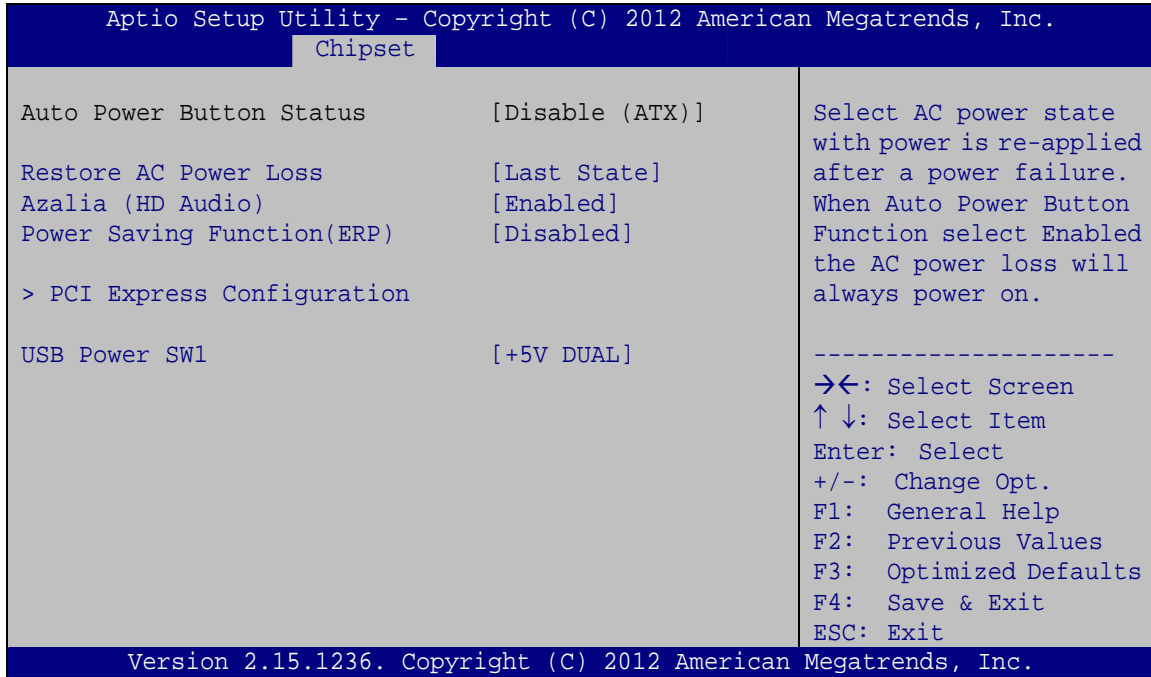 Aptio Setup Utility – Copyright (C) 2012 American Megatrends, Inc.
Chipset
Auto Power Button Status [Disable (ATX)]
Restore AC Power Loss [Last State]
Azalia (HD Audio) [Enabled]
Power Saving Function(ERP) [Disabled]
> PCI Express Configuration
USB Power SW1 [+5V DUAL]
Select AC power state
with power is re-applied
after a power failure.
When Auto Power Button
Function select Enabled
the AC power loss will
always power on.
---------------------
→←: Select Screen
↑ ↓: Select Item
Enter: Select
+/-: Change Opt.
F1: General Help
F2: Previous Values
F3: Optimized Defaults
F4: Save & Exit
ESC: Exit
Version 2.15.1236. Copyright (C) 2012 American Megatrends, Inc.